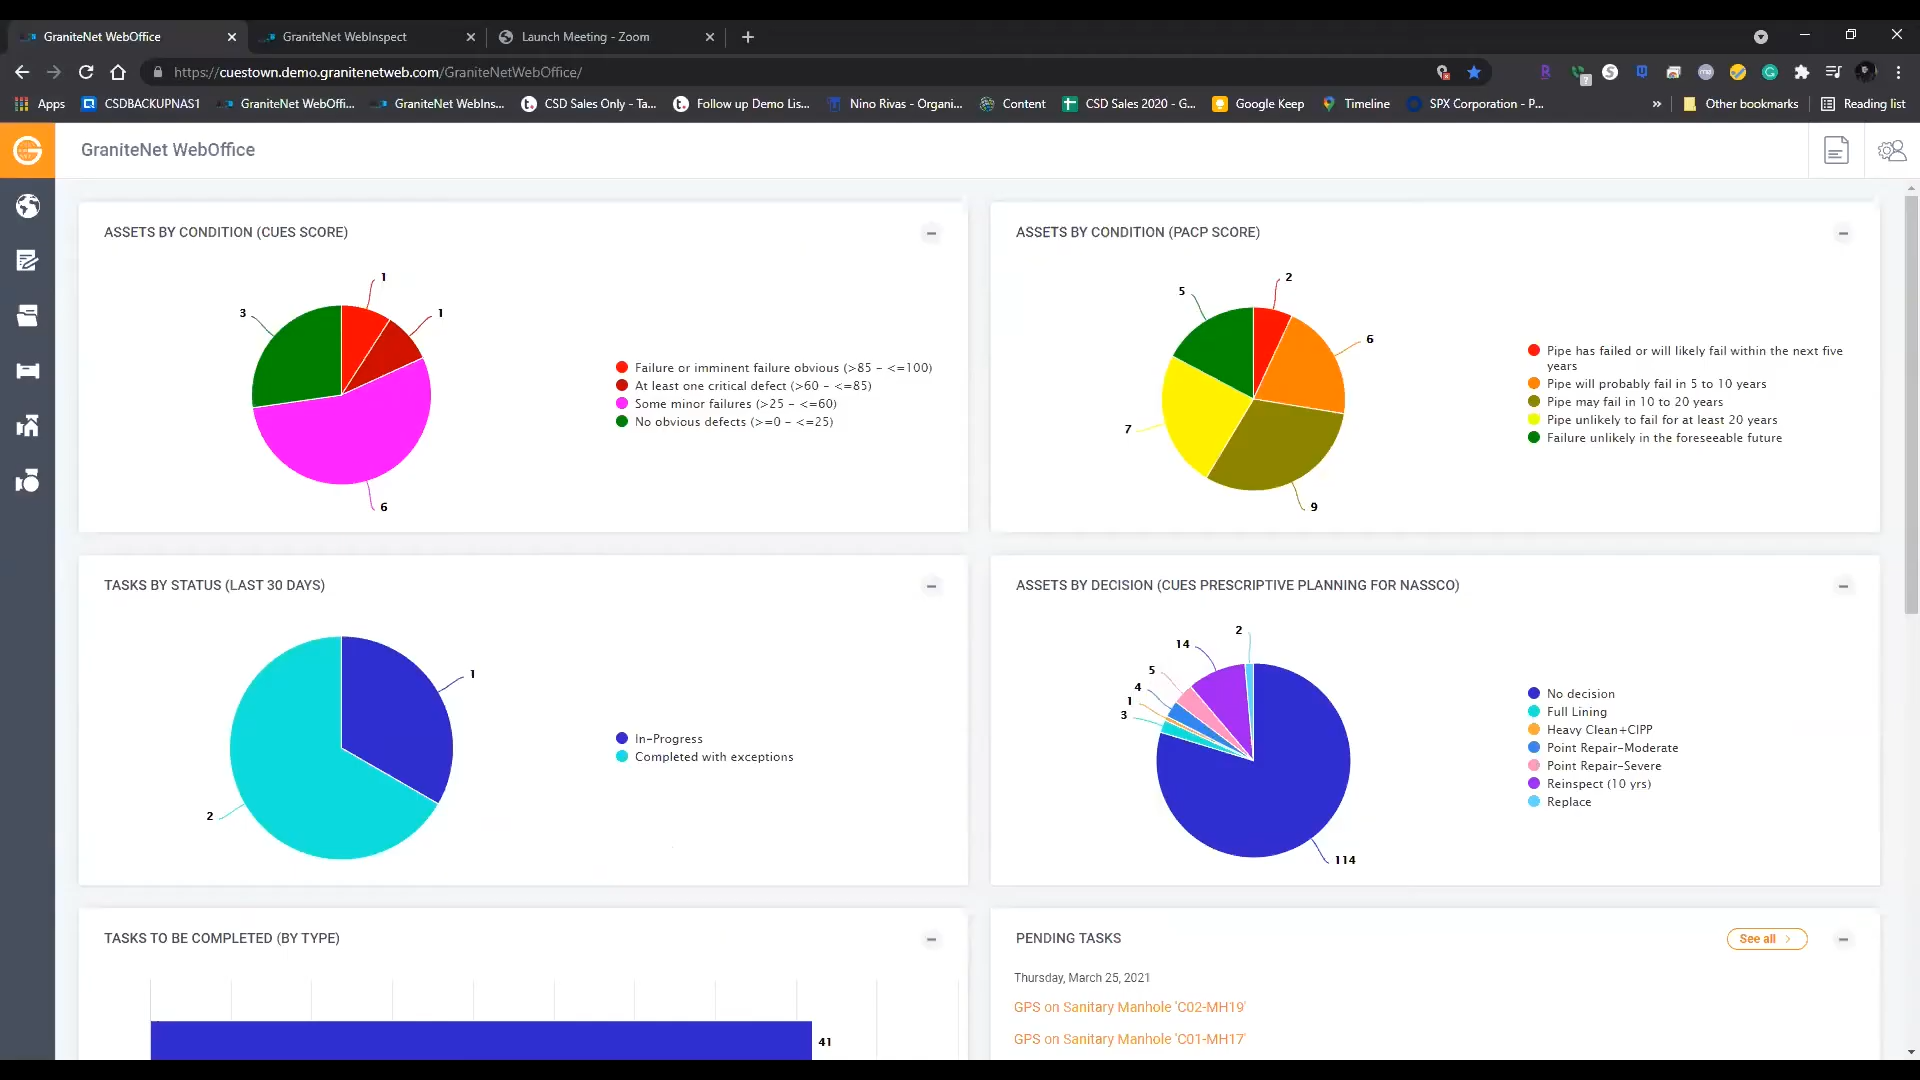 GraniteNet WebOffice
GraniteNet WebInspect
Launch Meeting - Zoom
https://cuestown.demo.granitenetweb.com/GraniteNetWebOffice/
Apps
CSDBACKUPNAS1
GraniteNet WebOffi...
GraniteNet WebIns...
CSD Sales Only - Ta...
Follow up Demo Lis...
Nino Rivas - Organi...
Content
CSD Sales 2020 - G...
Google Keep
Timeline
SPX Corporation - P...
»
Other bookmarks
Reading list
GraniteNet WebOffice
ASSETS BY CONDITION (CUES SCORE)
1
1
3
6
Failure or imminent failure obvious (>85 - <=100)
At least one critical defect (>60 - <=85)
Some minor failures (>25 - <=60)
No obvious defects (>=0 - <=25)
ASSETS BY CONDITION (PACP SCORE)
2
5
6
7
9
Pipe has failed or will likely fail within the next five
years
Pipe will probably fail in 5 to 10 years
Pipe may fail in 10 to 20 years
Pipe unlikely to fail for at least 20 years
Failure unlikely in the foreseeable future
TASKS BY STATUS (LAST 30 DAYS)
1
2
In-Progress
Completed with exceptions
ASSETS BY DECISION (CUES PRESCRIPTIVE PLANNING FOR NASSCO)
2
14
5
4
1
3
114
No decision
Full Lining
Heavy Clean+CIPP
Point Repair-Moderate
Point Repair-Severe
Reinspect (10 yrs)
Replace
TASKS TO BE COMPLETED (BY TYPE)
41
PENDING TASKS
See all >
Thursday, March 25, 2021
GPS on Sanitary Manhole 'C02-MH19'
GPS on Sanitary Manhole 'C01-MH17'